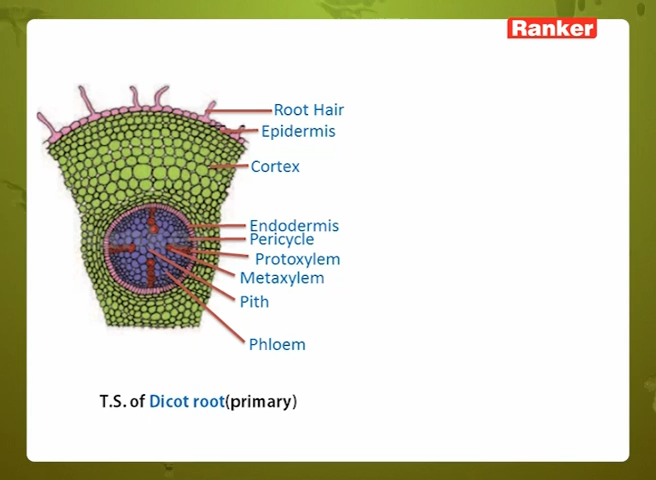 Ranker
Root Hair
Epidermis
Cortex
Endodermis
Pericycle
Protoxylem
Metaxylem
Pith
Phloem
T.S. of Dicot root(primary)